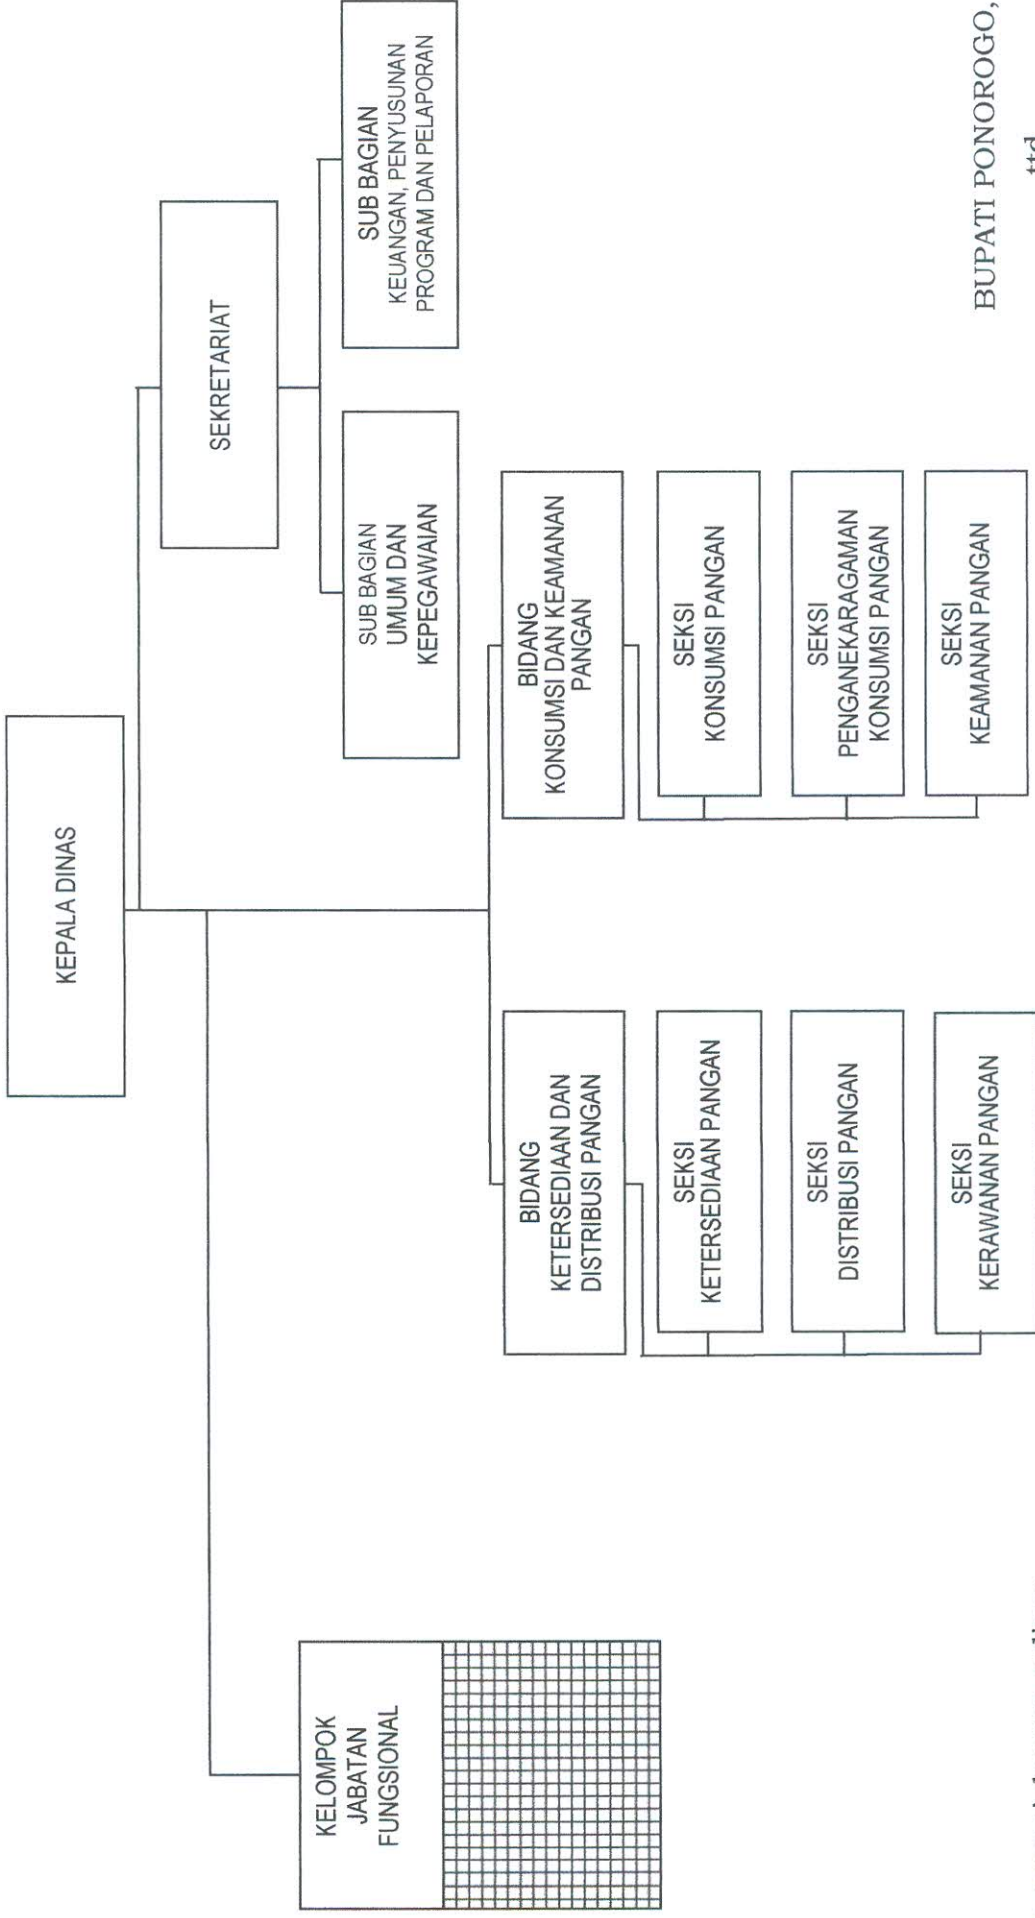 KEPALA DINAS
SEKRETARIAT
KELOMPOK
JABATAN
FUNGSIONAL
SUB BAGIAN
UMUM DAN
KEPEGAWAIAN
SUB BAGIAN
KEUANGAN, PENYUSUNAN
PROGRAM DAN PELAPORAN
BIDANG
KETERSEDIAAN DAN
DISTRIBUSI PANGAN
BIDANG
KONSUMSI DAN KEAMANAN
PANGAN
SEKSI
KETERSEDIAAN PANGAN
SEKSI
KONSUMSI PANGAN
SEKSI
DISTRIBUSI PANGAN
SEKSI
PENGANEKARAGAMAN
KONSUMSI PANGAN
SEKSI
KERAWANAN PANGAN
SEKSI
KEAMANAN PANGAN
BUPATI PONOROGO,
ttd